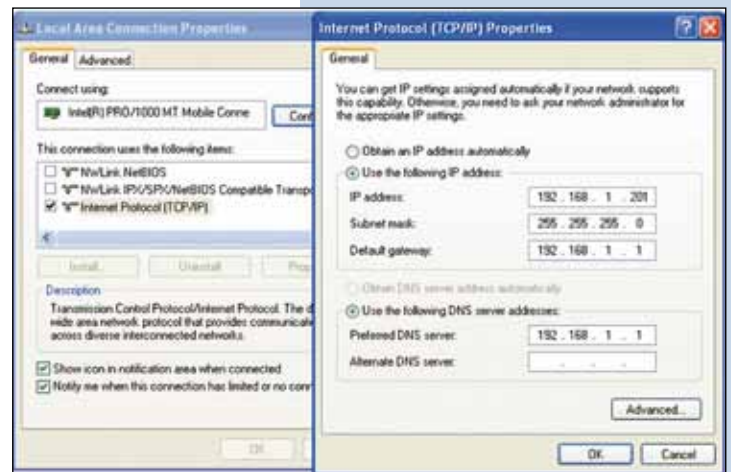 Local Area Connection Properties
General Advanced
Connect using:
Intel(R) PRO/1000 MT Mobile Conne
Conf
This connection uses the following items:
NWLink NetBIOS
NWLink IPX/SPX/NetBIOS Compatible Transpo
Internet Protocol (TCP/IP)
Install... Uninstall Prop
Description
Transmission Control Protocol/Internet Protocol. The d
wide area network protocol that provides communicat
across diverse interconnected networks.
Show icon in notification area when connected
Notify me when this connection has limited or no conn
OK
Internet Protocol (TCP/IP) Properties
General
You can get IP settings assigned automatically if your network supports
this capability. Otherwise, you need to ask your network administrator for
the appropriate IP settings.
Obtain an IP address automatically
Use the following IP address:
IP address: 192 . 168 . 1 . 201
Subnet mask: 255 . 255 . 255 . 0
Default gateway: 192 . 168 . 1 . 1
Obtain DNS server address automatically
Use the following DNS server addresses:
Preferred DNS server: 192 . 168 . 1 . 1
Alternate DNS server: . . .
Advanced...
OK Cancel